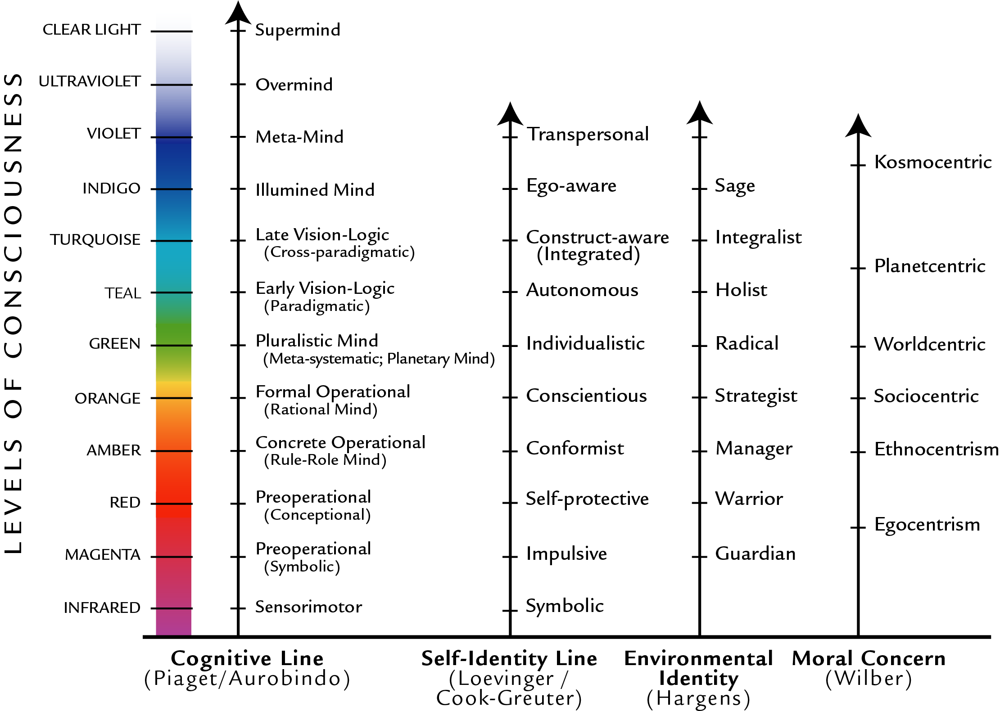 LEVELS OF CONSCIOUSNESS
CLEAR LIGHT
ULTRAVIOLET
VIOLET
INDIGO
TURQUOISE
TEAL
GREEN
ORANGE
AMBER
RED
MAGENTA
INFRARED
Supermind
Overmind
Meta-Mind
Illumined Mind
Late Vision-Logic
(Cross-paradigmatic)
Early Vision-Logic
(Paradigmatic)
Pluralistic Mind
(Meta-systematic; Planetary Mind)
Formal Operational
(Rational Mind)
Concrete Operational
(Rule-Role Mind)
Preoperational
(Conceptional)
Preoperational
(Symbolic)
Sensorimotor
Cognitive Line
(Piaget/Aurobindo)
Transpersonal
Ego-aware
Construct-aware
(Integrated)
Autonomous
Individualistic
Conscientious
Conformist
Self-protective
Impulsive
Symbolic
Self-Identity Line
(Loevinger /
Cook-Greuter)
Sage
Integralist
Holist
Radical
Strategist
Manager
Warrior
Guardian
Environmental
Identity
(Hargens)
Kosmocentric
Planetcentric
Worldcentric
Sociocentric
Ethnocentrism
Egocentrism
Moral Concern
(Wilber)